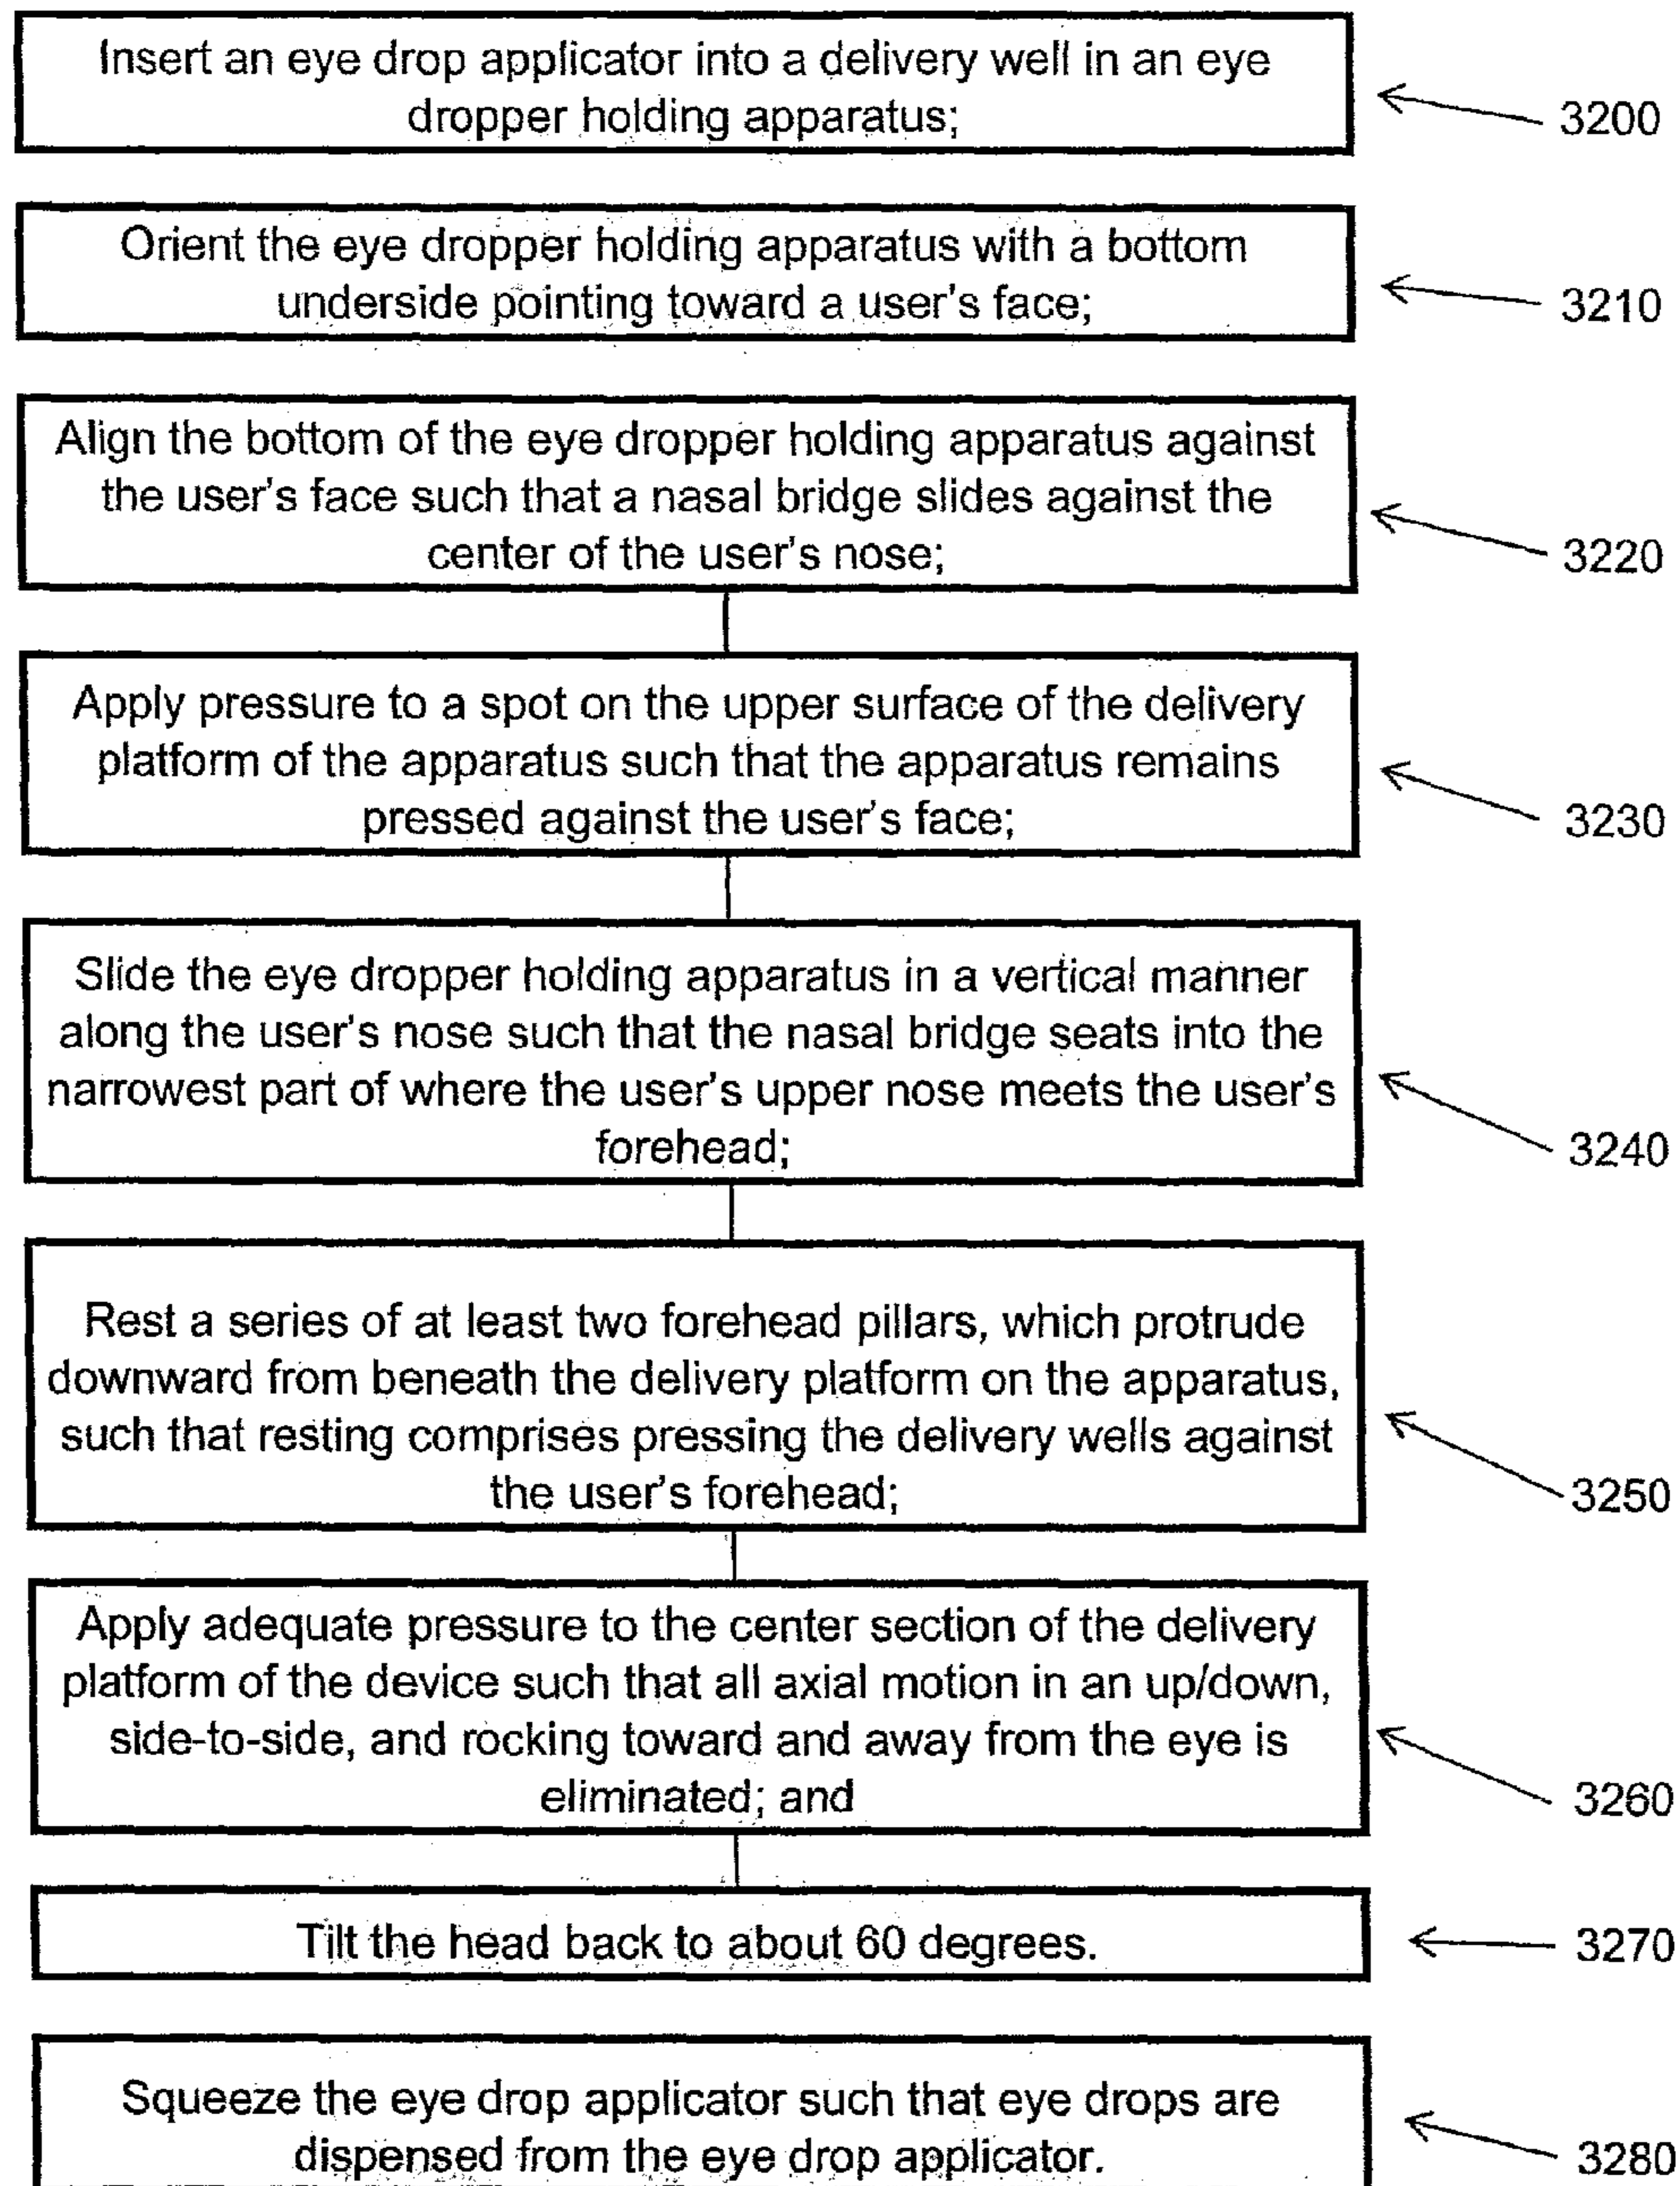 Insert an eye drop applicator into a delivery well in an eye
dropper holding apparatus;
3200
Orient the eye dropper holding apparatus with a bottom
underside pointing toward a user's face;
3210
Align the bottom of the eye dropper holding apparatus against
the user's face such that a nasal bridge slides against the
center of the user's nose;
3220
Apply pressure to a spot on the upper surface of the delivery
platform of the apparatus such that the apparatus remains
pressed against the user's face;
3230
Slide the eye dropper holding apparatus in a vertical manner
along the user's nose such that the nasal bridge seats into the
narrowest part of where the user's upper nose meets the user's
forehead;
3240
Rest a series of at least two forehead pillars, which protrude
downward from beneath the delivery platform on the apparatus,
such that resting comprises pressing the delivery wells against
the user's forehead;
3250
Apply adequate pressure to the center section of the delivery
platform of the device such that all axial motion in an up/down,
side-to-side, and rocking toward and away from the eye is
eliminated; and
3260
Tilt the head back to about 60 degrees.
3270
Squeeze the eye drop applicator such that eye drops are
dispensed from the eye drop applicator.
3280